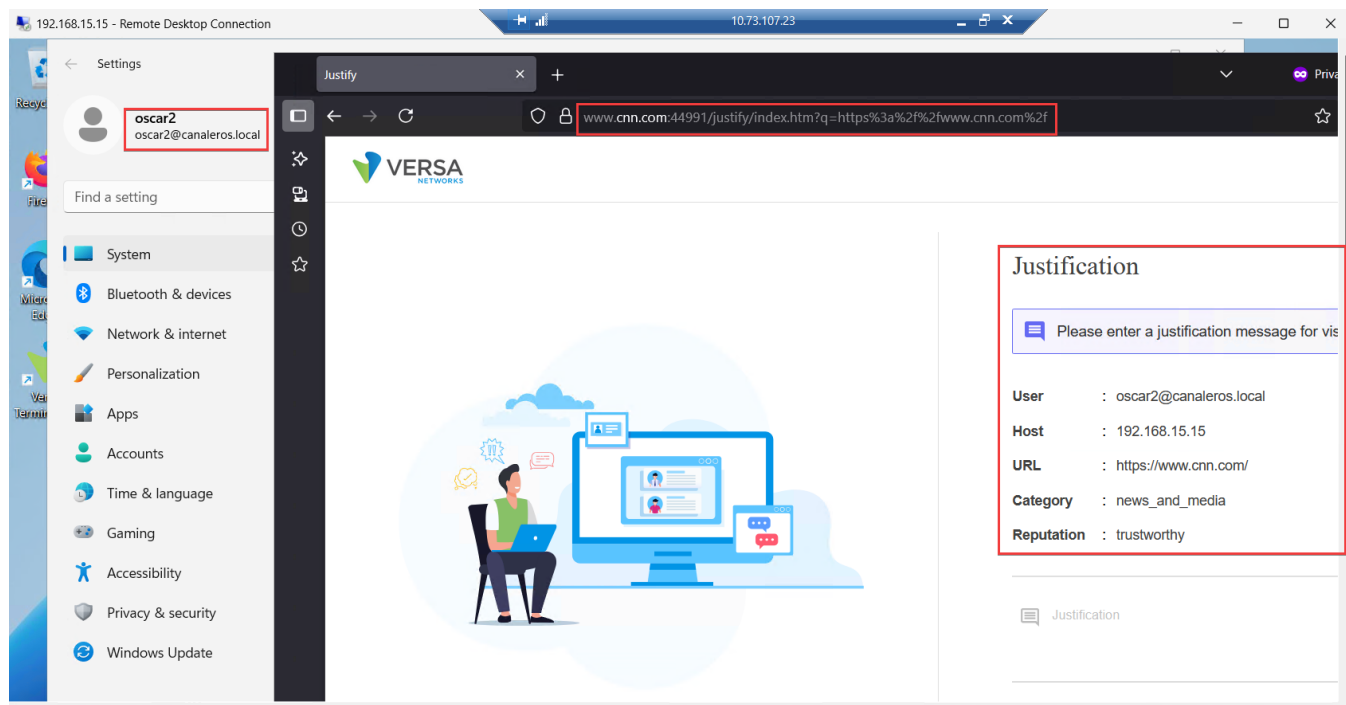 192.168.15.15 - Remote Desktop Connection
10.73.107.23
Settings
oscar2
oscar2@canaleros.local
Find a setting
System
Bluetooth & devices
Network & internet
Personalization
Apps
Accounts
Time & language
Gaming
Accessibility
Privacy & security
Windows Update
Justify
www.cnn.com:44991/justify/index.htm?q=https%3a%2f%2fwww.cnn.com%2f
VERSA
NETWORKS
Justification
Please enter a justification message for
User : oscar2@canaleros.local
Host : 192.168.15.15
URL : https://www.cnn.com/
Category : news_and_media
Reputation : trustworthy
Justification